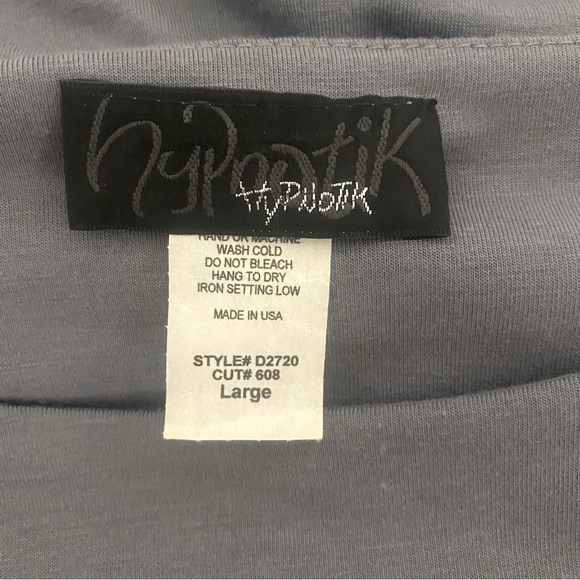 hypnotik
HYPNOTIK
HAND OR MACHINE
WASH COLD
DO NOT BLEACH
HANG TO DRY
IRON SETTING LOW
MADE IN USA
STYLE# D2720
CUT# 608
Large